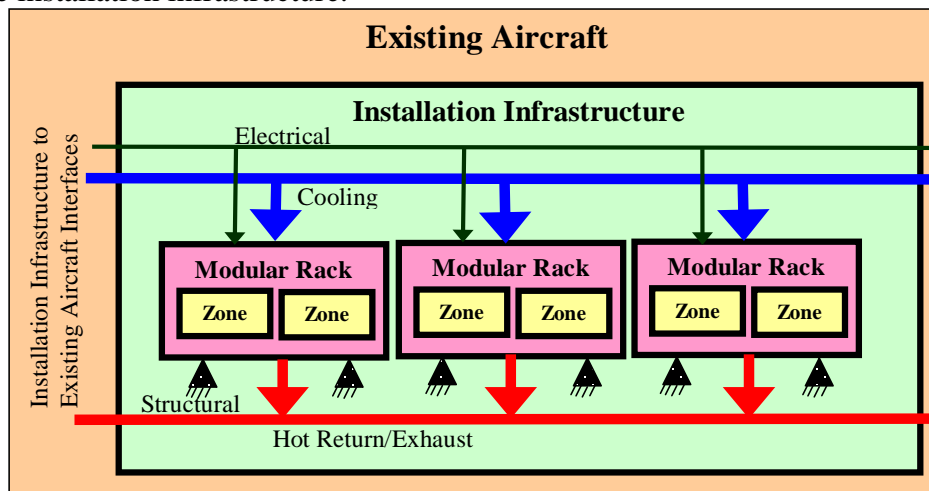 Existing Aircraft
Installation Infrastructure to
Existing Aircraft Interfaces
Installation Infrastructure
Electrical
Cooling
Modular Rack
Zone Zone
Modular Rack
Zone Zone
Modular Rack
Zone Zone
Structural
Hot Return/Exhaust